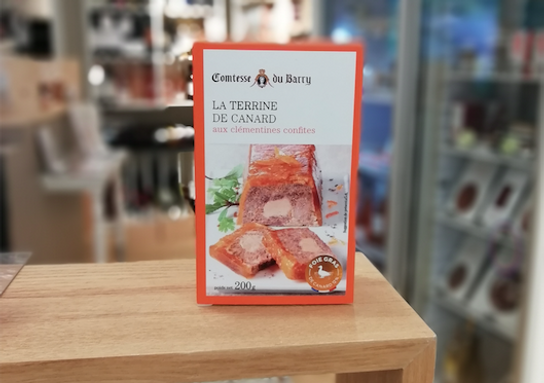 Comtesse du Barry
LA TERRINE
DE CANARD
aux clémentines confites
200g
FOIE GRAS